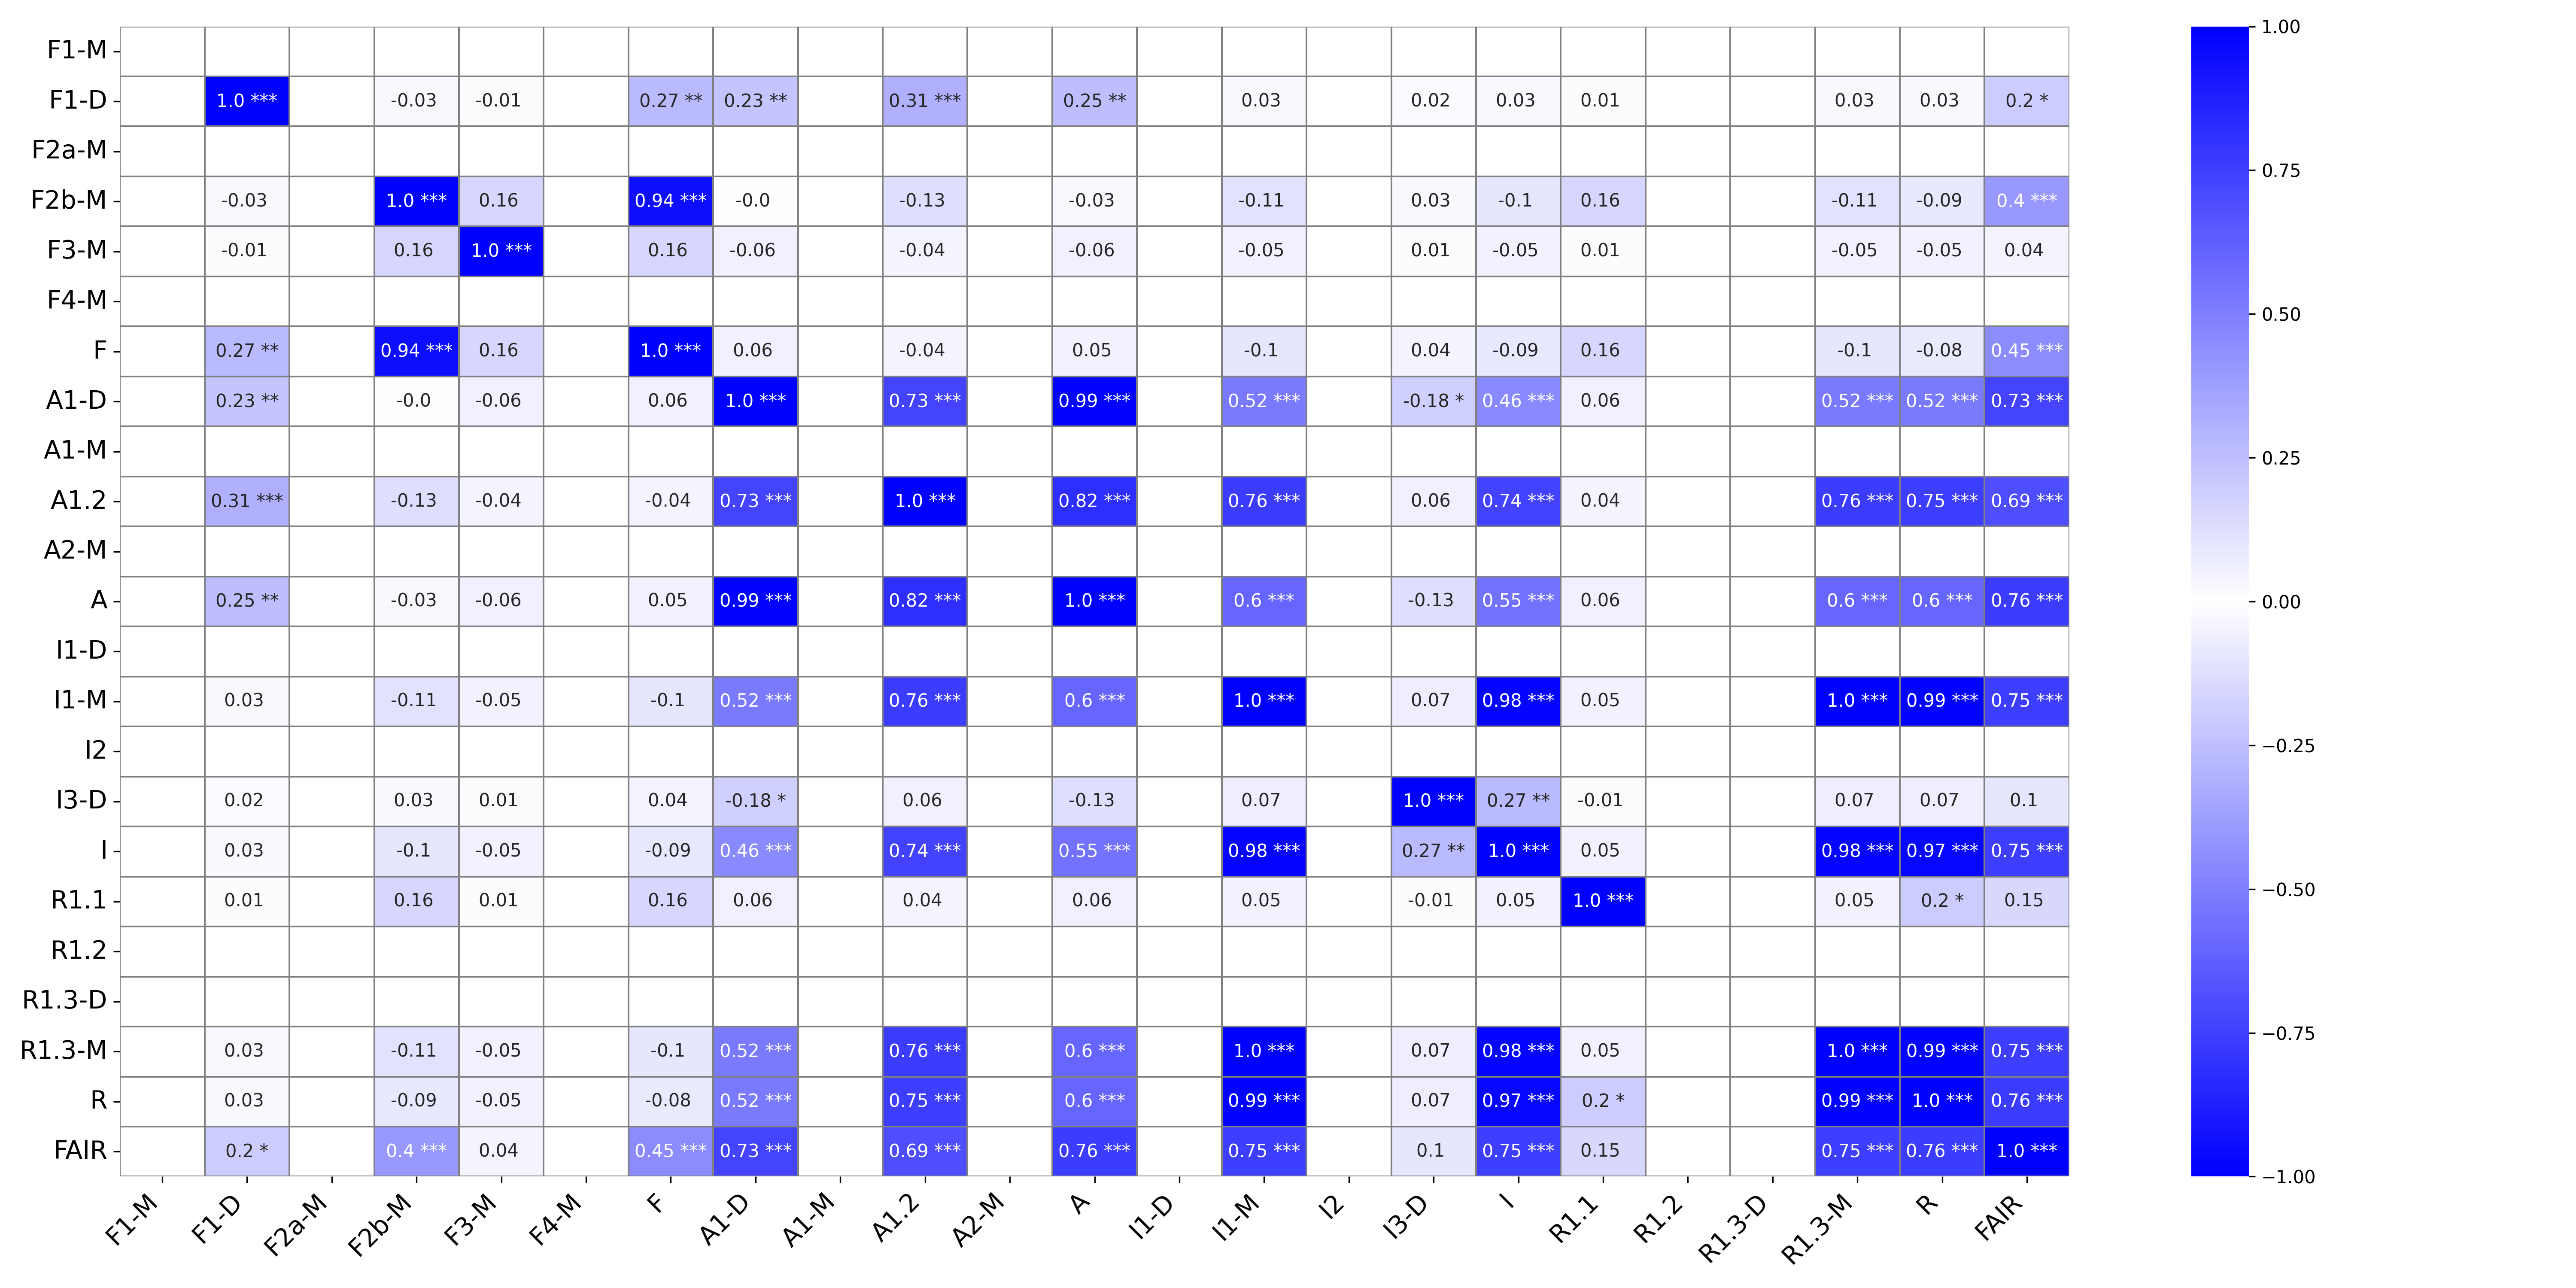 F1-M
F1-D 1.0 *** -0.03 -0.01 0.27 ** 0.23 ** 0.31 *** 0.25 ** 0.03 0.02 0.03 0.01 0.03 0.03 0.2 *
F2a-M
F2b-M -0.03 1.0 *** 0.16 0.94 *** -0.0 -0.13 -0.03 -0.11 0.03 -0.1 0.16 -0.11 -0.09 0.4 ***
F3-M -0.01 0.16 1.0 *** 0.16 -0.06 -0.04 -0.06 -0.05 0.01 -0.05 0.01 -0.05 -0.05 0.04
F4-M
F 0.27 ** 0.94 *** 0.16 1.0 *** 0.06 -0.04 0.05 -0.1 0.04 -0.09 0.16 -0.1 -0.08 0.45 ***
A1-D 0.23 ** -0.0 -0.06 0.06 1.0 *** 0.73 *** 0.99 *** 0.52 *** -0.18 * 0.46 *** 0.06 0.52 *** 0.52 *** 0.73 ***
A1-M
A1.2 0.31 *** -0.13 -0.04 -0.04 0.73 *** 1.0 *** 0.82 *** 0.76 *** 0.06 0.74 *** 0.04 0.76 *** 0.75 *** 0.69 ***
A2-M
A 0.25 ** -0.03 -0.06 0.05 0.99 *** 0.82 *** 1.0 *** 0.6 *** -0.13 0.55 *** 0.06 0.6 *** 0.6 *** 0.76 ***
I1-D
I1-M 0.03 -0.11 -0.05 -0.1 0.52 *** 0.76 *** 0.6 *** 1.0 *** 0.07 0.98 *** 0.05 1.0 *** 0.99 *** 0.75 ***
I2
I3-D 0.02 0.03 0.01 0.04 -0.18 * 0.06 -0.13 0.07 1.0 *** 0.27 ** -0.01 0.07 0.07 0.1
I 0.03 -0.1 -0.05 -0.09 0.46 *** 0.74 *** 0.55 *** 0.98 *** 0.27 ** 1.0 *** 0.05 0.98 *** 0.97 *** 0.75 ***
R1.1 0.01 0.16 0.01 0.16 0.06 0.04 0.06 0.05 -0.01 0.05 1.0 *** 0.05 0.2 * 0.15
R1.2
R1.3-D
R1.3-M 0.03 -0.11 -0.05 -0.1 0.52 *** 0.76 *** 0.6 *** 1.0 *** 0.07 0.98 *** 0.05 1.0 *** 0.99 *** 0.75 ***
R 0.03 -0.09 -0.05 -0.08 0.52 *** 0.75 *** 0.6 *** 0.99 *** 0.07 0.97 *** 0.2 * 0.99 *** 1.0 *** 0.76 ***
FAIR 0.2 * 0.4 *** 0.04 0.45 *** 0.73 *** 0.69 *** 0.76 *** 0.75 *** 0.1 0.75 *** 0.15 0.75 *** 0.76 *** 1.0 ***
F1-M F1-D F2a-M F2b-M F3-M F4-M F A1-D A1-M A1.2 A2-M A I1-D I1-M I2 I3-D I R1.1 R1.2 R1.3-D R1.3-M R FAIR
1.00
0.75
0.50
0.25
0.00
−0.25
−0.50
−0.75
−1.00